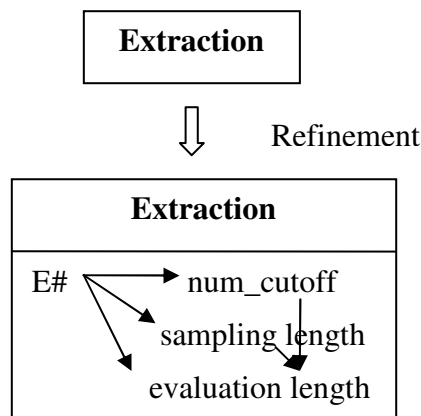 Extraction
Refinement
Extraction
E# num_cutoff
sampling length
evaluation length